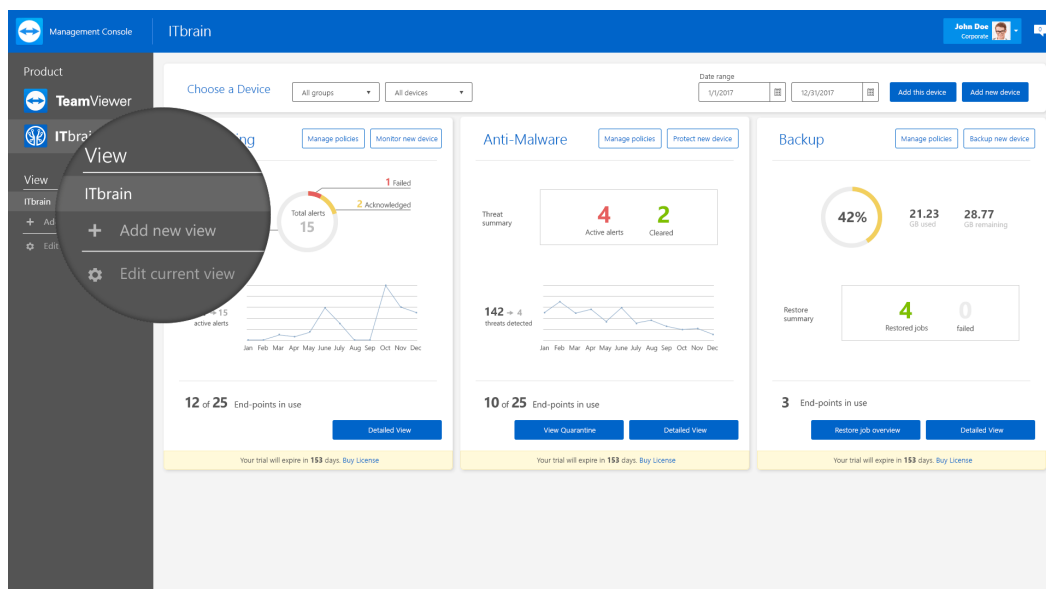 Management Console
ITbrain
John Doe
Corporate
0
Product
TeamViewer
ITbra
View
ITbrain
+ Ad
Edit
View
ITbrain
+ Add new view
Edit current view
Choose a Device
All groups
All devices
Date range
1/1/2017
12/31/2017
Add this device
Add new device
Manage policies
Monitor new device
1 Failed
2 Acknowledged
Total alerts
15
15
active alerts
Jan Feb Mar Apr May June July Aug Sep Oct Nov Dec
12 of 25 End-points in use
Detailed View
Your trial will expire in 153 days. Buy License
Anti-Malware
Manage policies
Protect new device
Threat
summary
4
Active alerts
2
Cleared
142 → 4
threats detected
Jan Feb Mar Apr May June July Aug Sep Oct Nov Dec
10 of 25 End-points in use
View Quarantine
Detailed View
Your trial will expire in 153 days. Buy License
Backup
Manage policies
Backup new device
42%
21.23
GB used
28.77
GB remaining
Restore
summary
4
Restored jobs
0
failed
3 End-points in use
Restore job overview
Detailed View
Your trial will expire in 153 days. Buy License